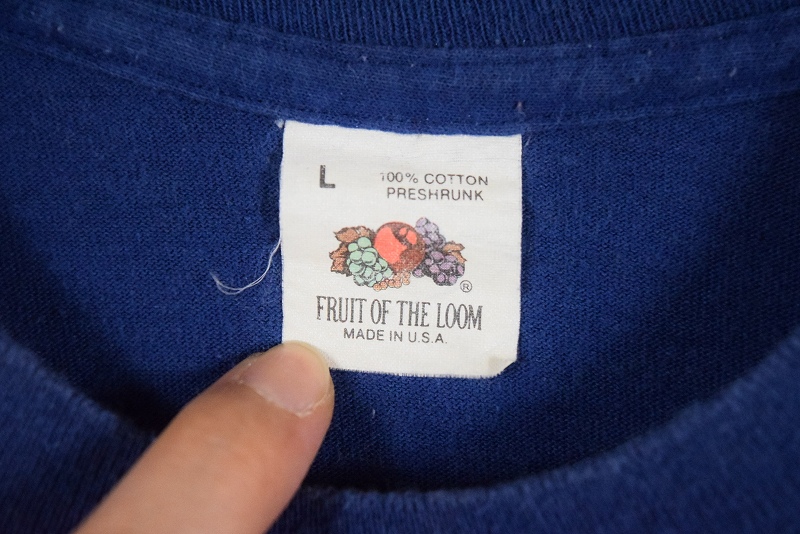 L
100% COTTON
PRESHRUNK
®
FRUIT OF THE LOOM
MADE IN U.S.A.